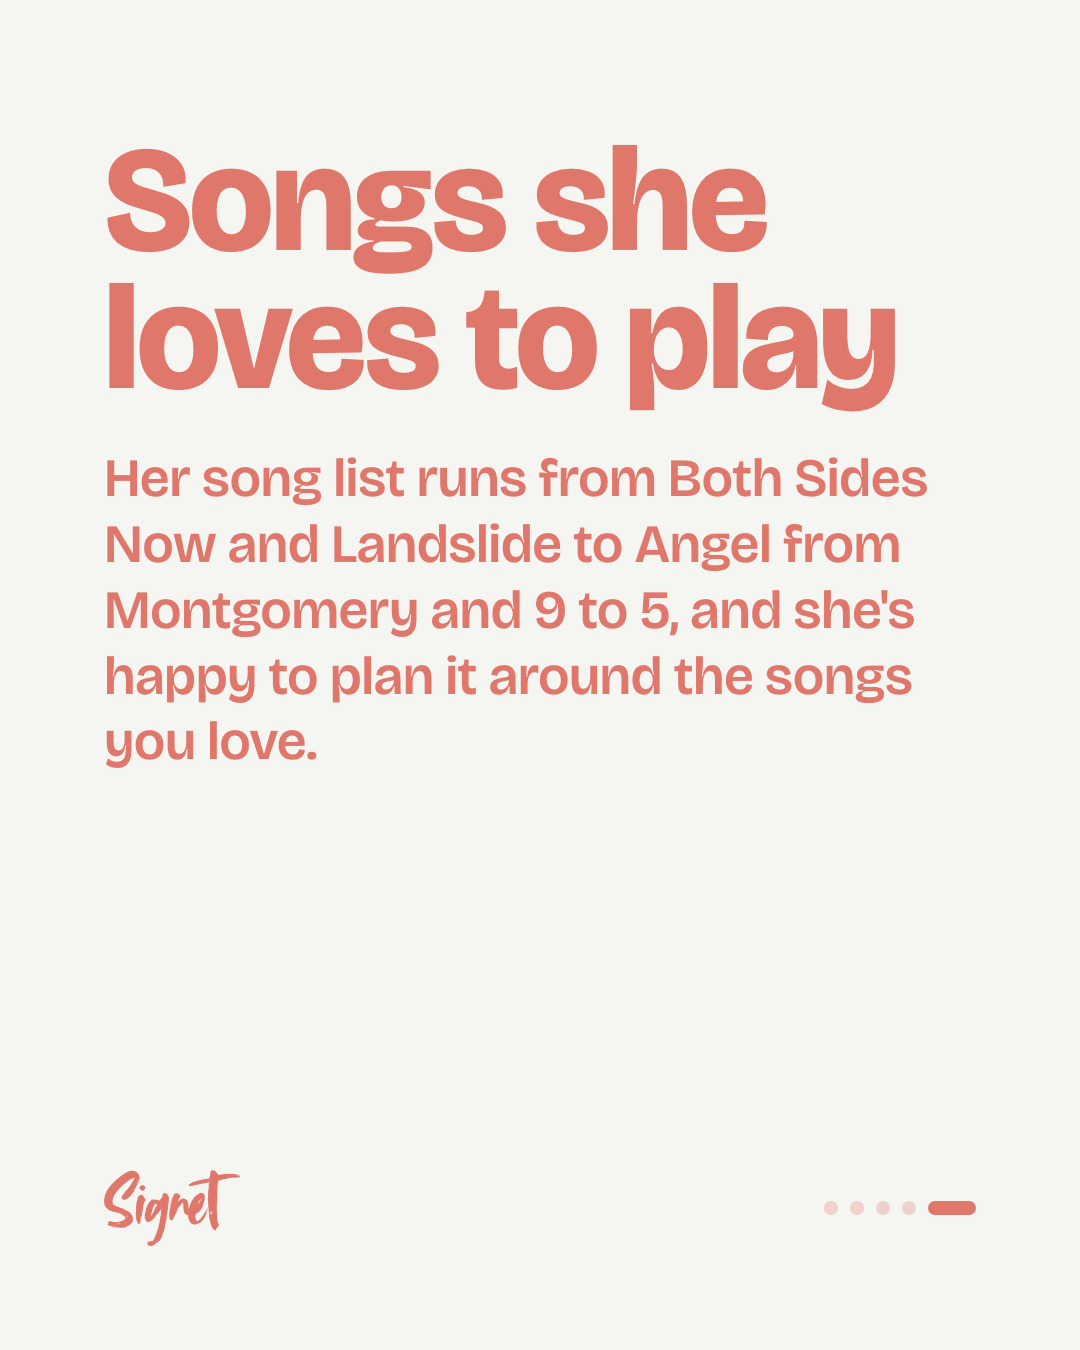 Songs she
loves to play
Her song list runs from Both Sides
Now and Landslide to Angel from
Montgomery and 9 to 5, and she's
happy to plan it around the songs
you love.
Signet